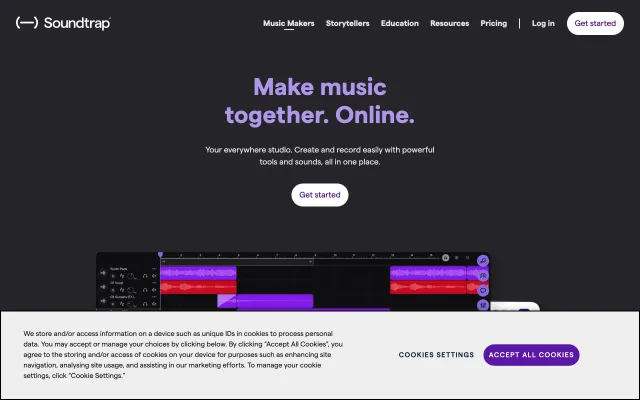 Soundtrap
Music Makers
Storytellers
Education
Resources
Pricing
Log in
Get started
Make music
together. Online.
Your everywhere studio. Create and record easily with powerful
tools and sounds, all in one place.
Get started
We store and/or access information on a device such as unique IDs in cookies to process personal
data. You may accept or manage your choices by clicking below. By clicking "Accept All Cookies", you
agree to the storing and/or access of cookies on your device for purposes such as enhancing site
navigation, analysing site usage, and assisting in our marketing efforts. To manage your cookie
settings, click "Cookie Settings."
COOKIES SETTINGS
ACCEPT ALL COOKIES